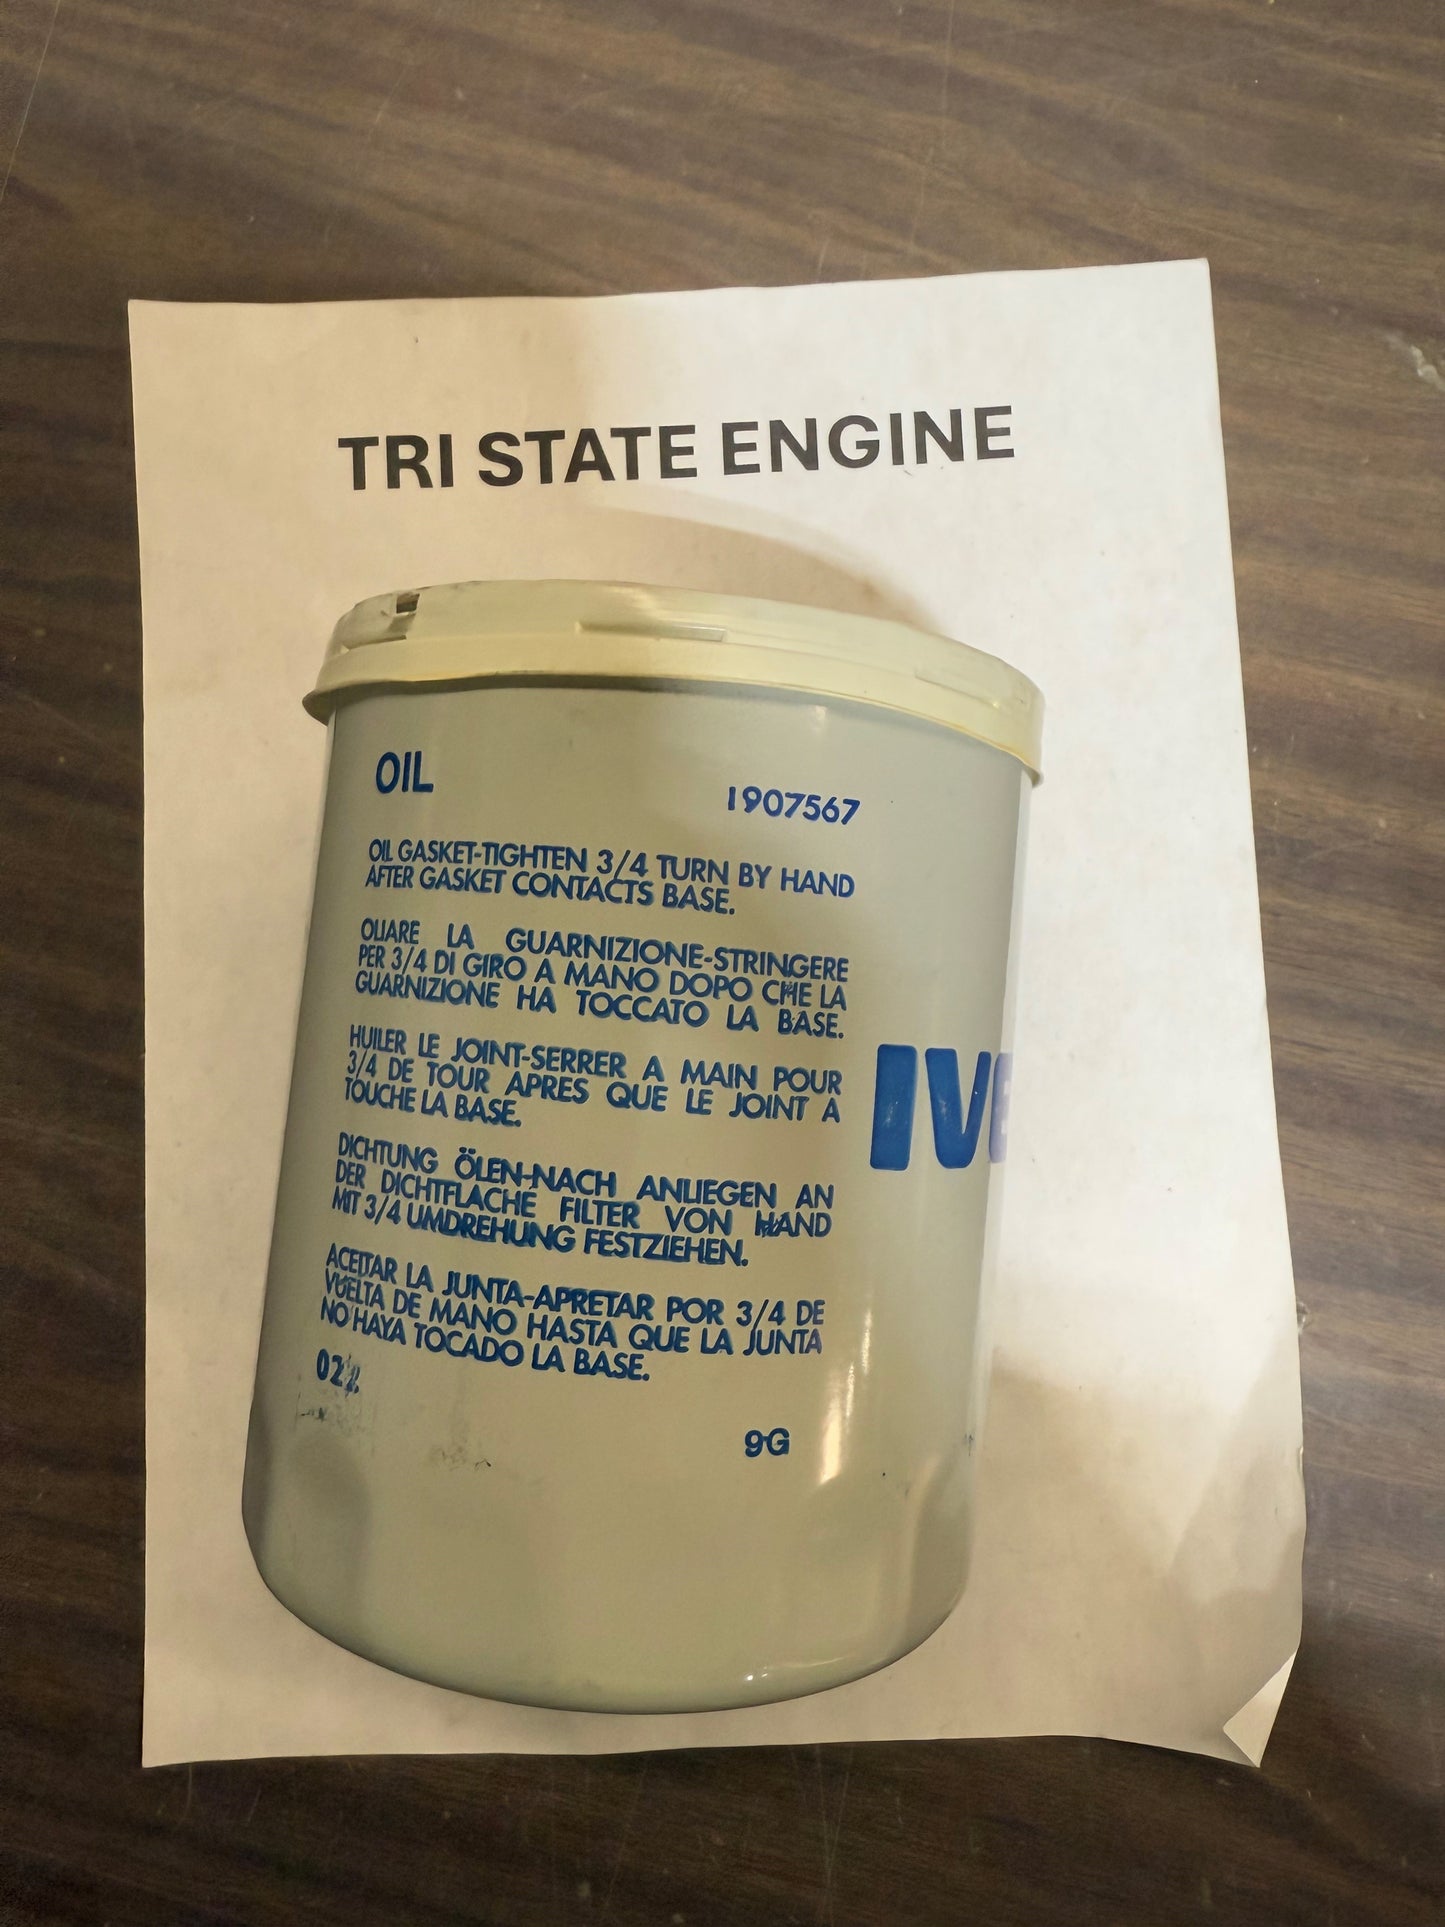 TRI STATE ENGINE
OIL
1907567
OIL GASKET-TIGHTEN 3/4 TURN BY HAND
AFTER GASKET CONTACTS BASE.
OLIARE LA GUARNIZIONE-STRINGERE
PER 3/4 DI GIRO A MANO DOPO CHE LA
GUARNIZIONE HA TOCCATO LA BASE.
HUILER LE JOINT-SERRER A MAIN POUR
3/4 DE TOUR APRES QUE LE JOINT A
TOUCHE LA BASE.
IVE
DICHTUNG ÖLEN-NACH ANLIEGEN AN
DER DICHTFLACHE FILTER VON HAND
MIT 3/4 UMDREHUNG FESTZIEHEN.
ACEITAR LA JUNTA-APRETAR POR 3/4 DE
VUELTA DE MANO HASTA QUE LA JUNTA
NO HAYA TOCADO LA BASE.
9G